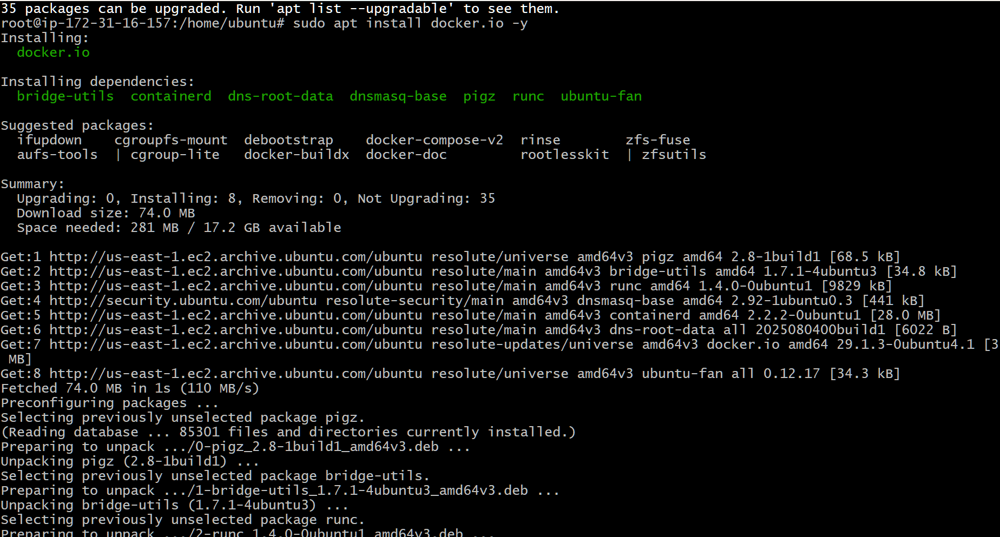 35 packages can be upgraded. Run 'apt list --upgradable' to see them.
root@ip-172-31-16-157:/home/ubuntu# sudo apt install docker.io -y
Installing:
  docker.io

Installing dependencies:
  bridge-utils  containerd  dns-root-data  dnsmasq-base  pigz  runc  ubuntu-fan

Suggested packages:
  ifupdown    cgroupfs-mount  debootstrap    docker-compose-v2  rinse        zfs-fuse
  aufs-tools  | cgroup-lite   docker-buildx  docker-doc         rootlesskit  | zfsutils

Summary:
  Upgrading: 0, Installing: 8, Removing: 0, Not Upgrading: 35
  Download size: 74.0 MB
  Space needed: 281 MB / 17.2 GB available

Get:1 http://us-east-1.ec2.archive.ubuntu.com/ubuntu resolute/universe amd64v3 pigz amd64 2.8-1build1 [68.5 kB]
Get:2 http://us-east-1.ec2.archive.ubuntu.com/ubuntu resolute/main amd64v3 bridge-utils amd64 1.7.1-4ubuntu3 [34.8 kB]
Get:3 http://us-east-1.ec2.archive.ubuntu.com/ubuntu resolute/main amd64v3 runc amd64 1.4.0-0ubuntu1 [9829 kB]
Get:4 http://security.ubuntu.com/ubuntu resolute-security/main amd64v3 dnsmasq-base amd64 2.92-1ubuntu0.3 [441 kB]
Get:5 http://us-east-1.ec2.archive.ubuntu.com/ubuntu resolute/main amd64v3 containerd amd64 2.2.2-0ubuntu1 [28.0 MB]
Get:6 http://us-east-1.ec2.archive.ubuntu.com/ubuntu resolute/main amd64v3 dns-root-data all 2025080400build1 [6022 B]
Get:7 http://us-east-1.ec2.archive.ubuntu.com/ubuntu resolute-updates/universe amd64v3 docker.io amd64 29.1.3-0ubuntu4.1 [3
 MB]
Get:8 http://us-east-1.ec2.archive.ubuntu.com/ubuntu resolute/universe amd64v3 ubuntu-fan all 0.12.17 [34.3 kB]
Fetched 74.0 MB in 1s (110 MB/s)
Preconfiguring packages ...
Selecting previously unselected package pigz.
(Reading database ... 85301 files and directories currently installed.)
Preparing to unpack .../0-pigz_2.8-1build1_amd64v3.deb ...
Unpacking pigz (2.8-1build1) ...
Selecting previously unselected package bridge-utils.
Preparing to unpack .../1-bridge-utils_1.7.1-4ubuntu3_amd64v3.deb ...
Unpacking bridge-utils (1.7.1-4ubuntu3) ...
Selecting previously unselected package runc.
Preparing to unpack .../2-runc_1.4.0-0ubuntu1_amd64v3.deb ...